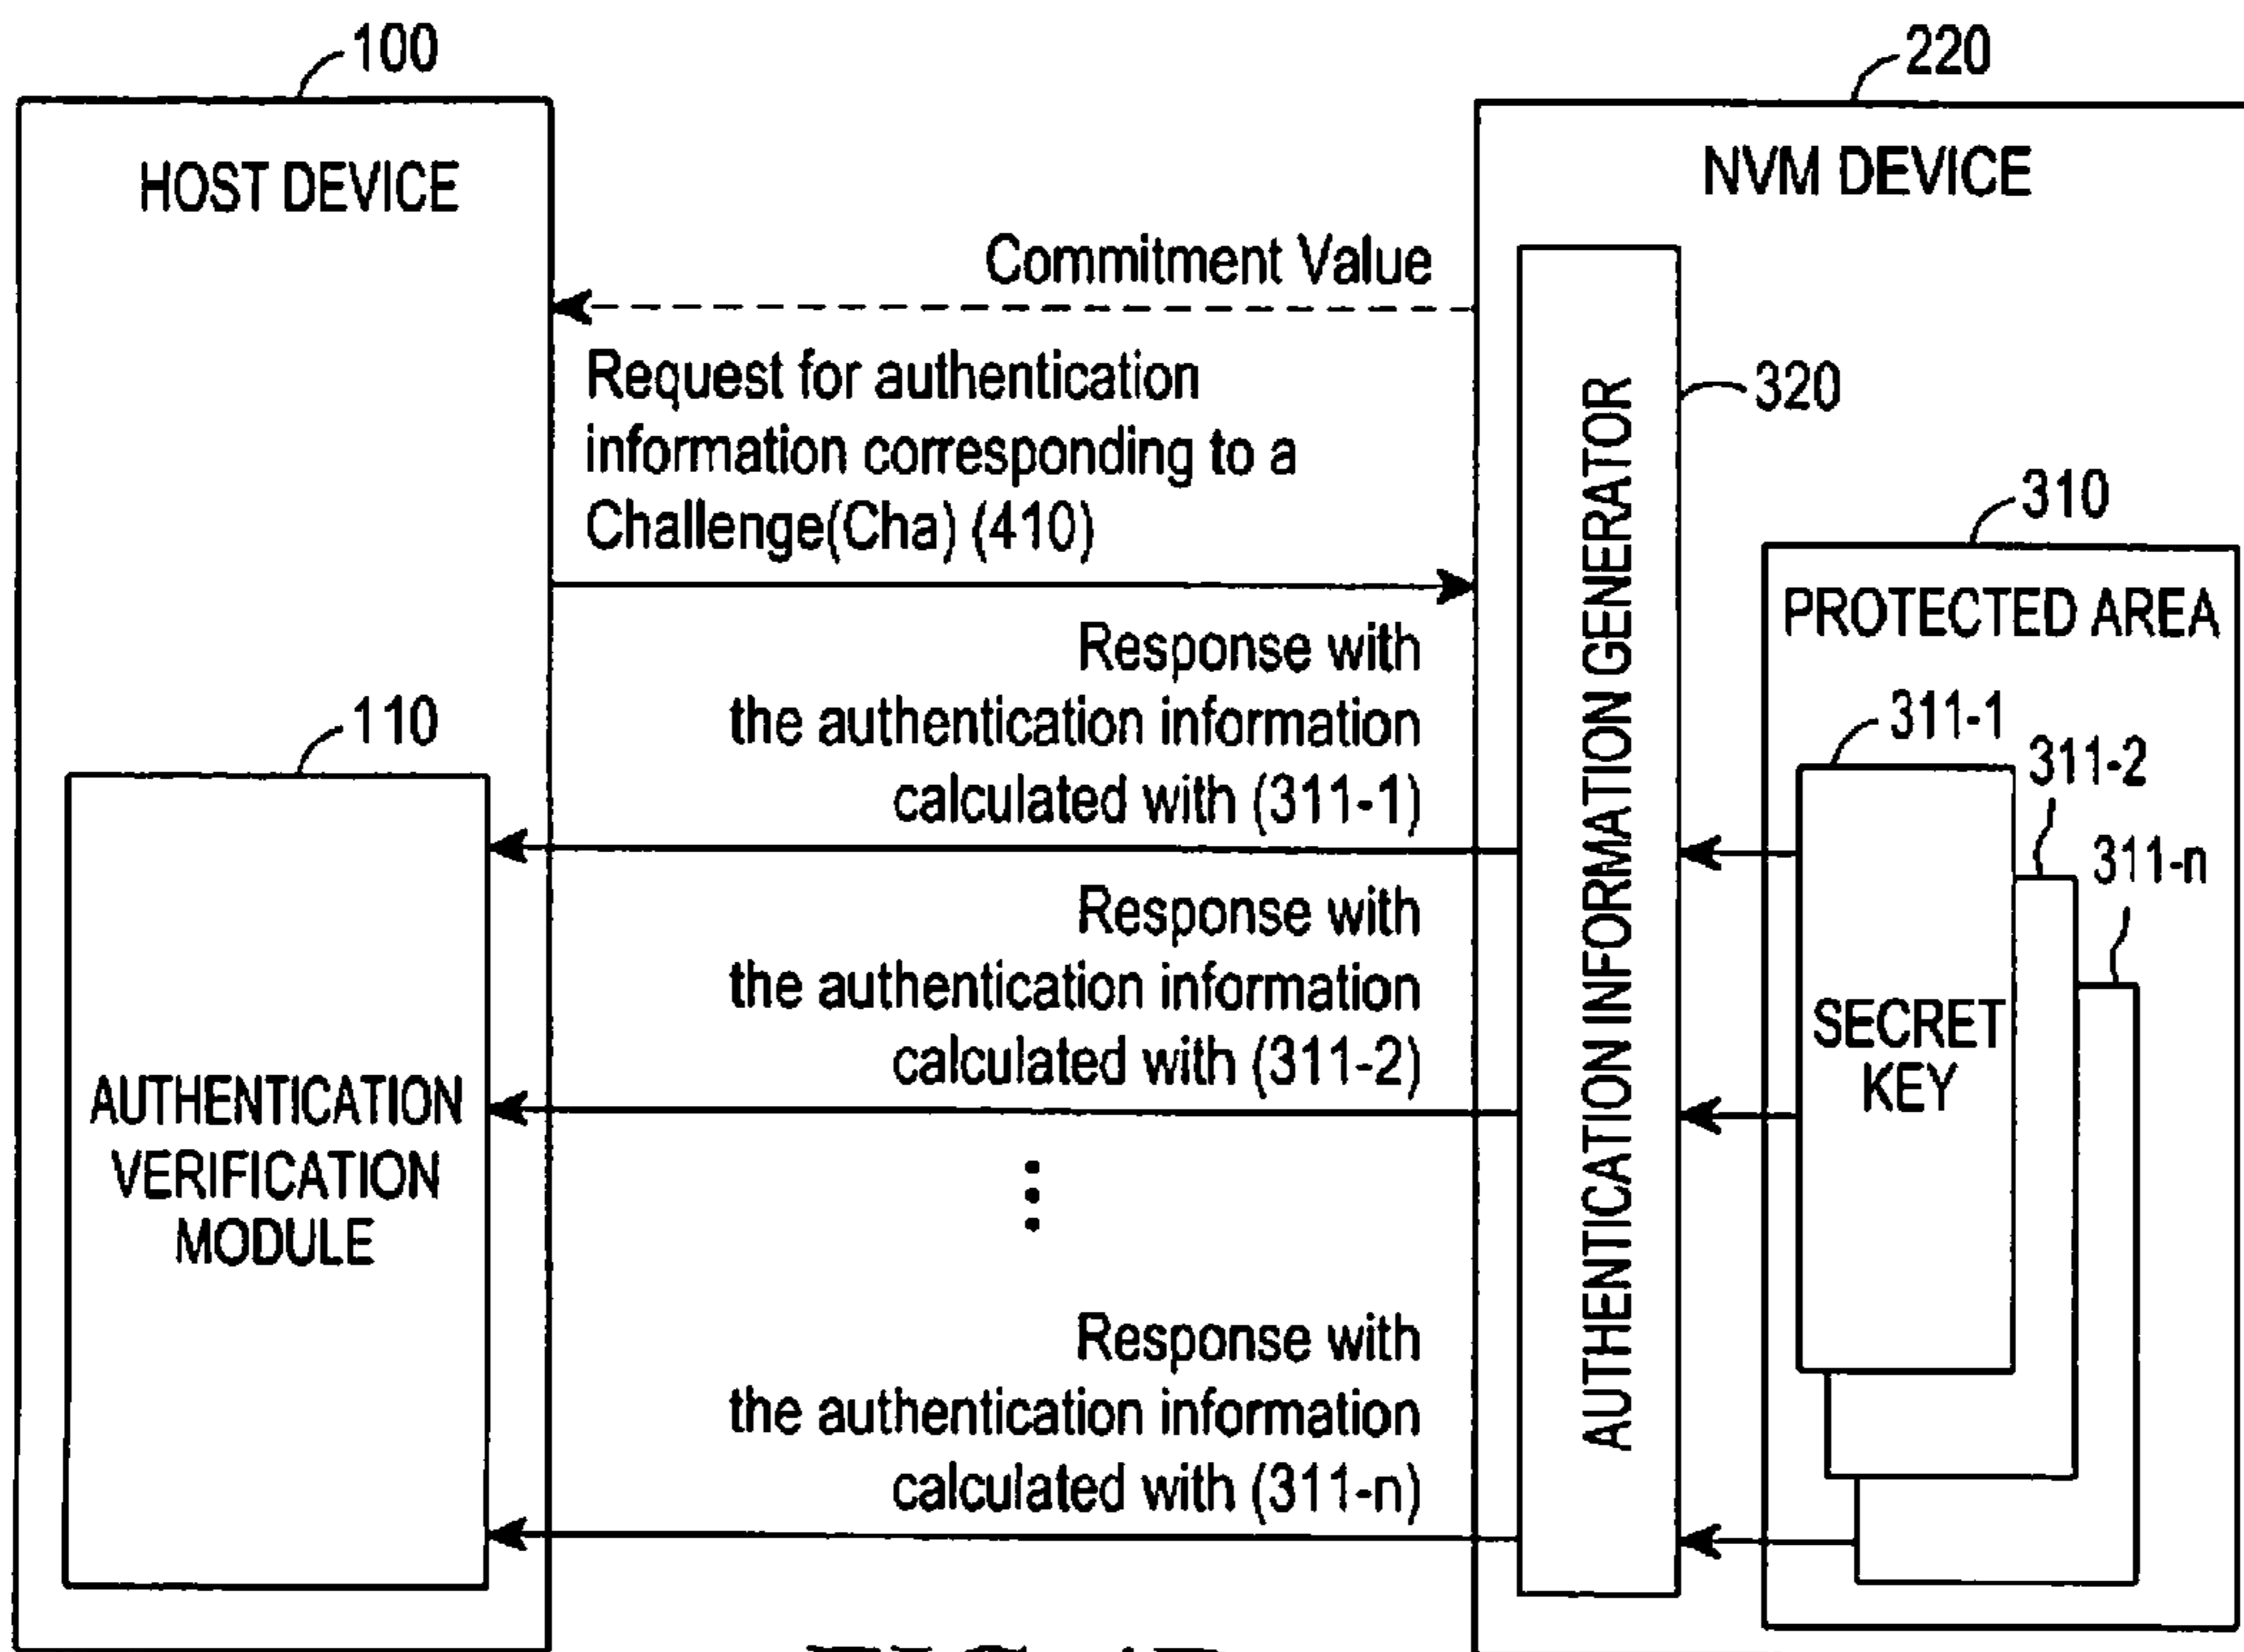 100
220
HOST DEVICE
NVM DEVICE
Commitment Value
Request for authentication
information corresponding to a
Challenge(Cha) (410)
320
310
PROTECTED AREA
AUTHENTICATION INFORMATION GENERATOR
Response with
the authentication information
calculated with (311-1)
110
311-1
311-2
311-n
Response with
the authentication information
calculated with (311-2)
SECRET
KEY
AUTHENTICATION
VERIFICATION
MODULE
Response with
the authentication information
calculated with (311-n)